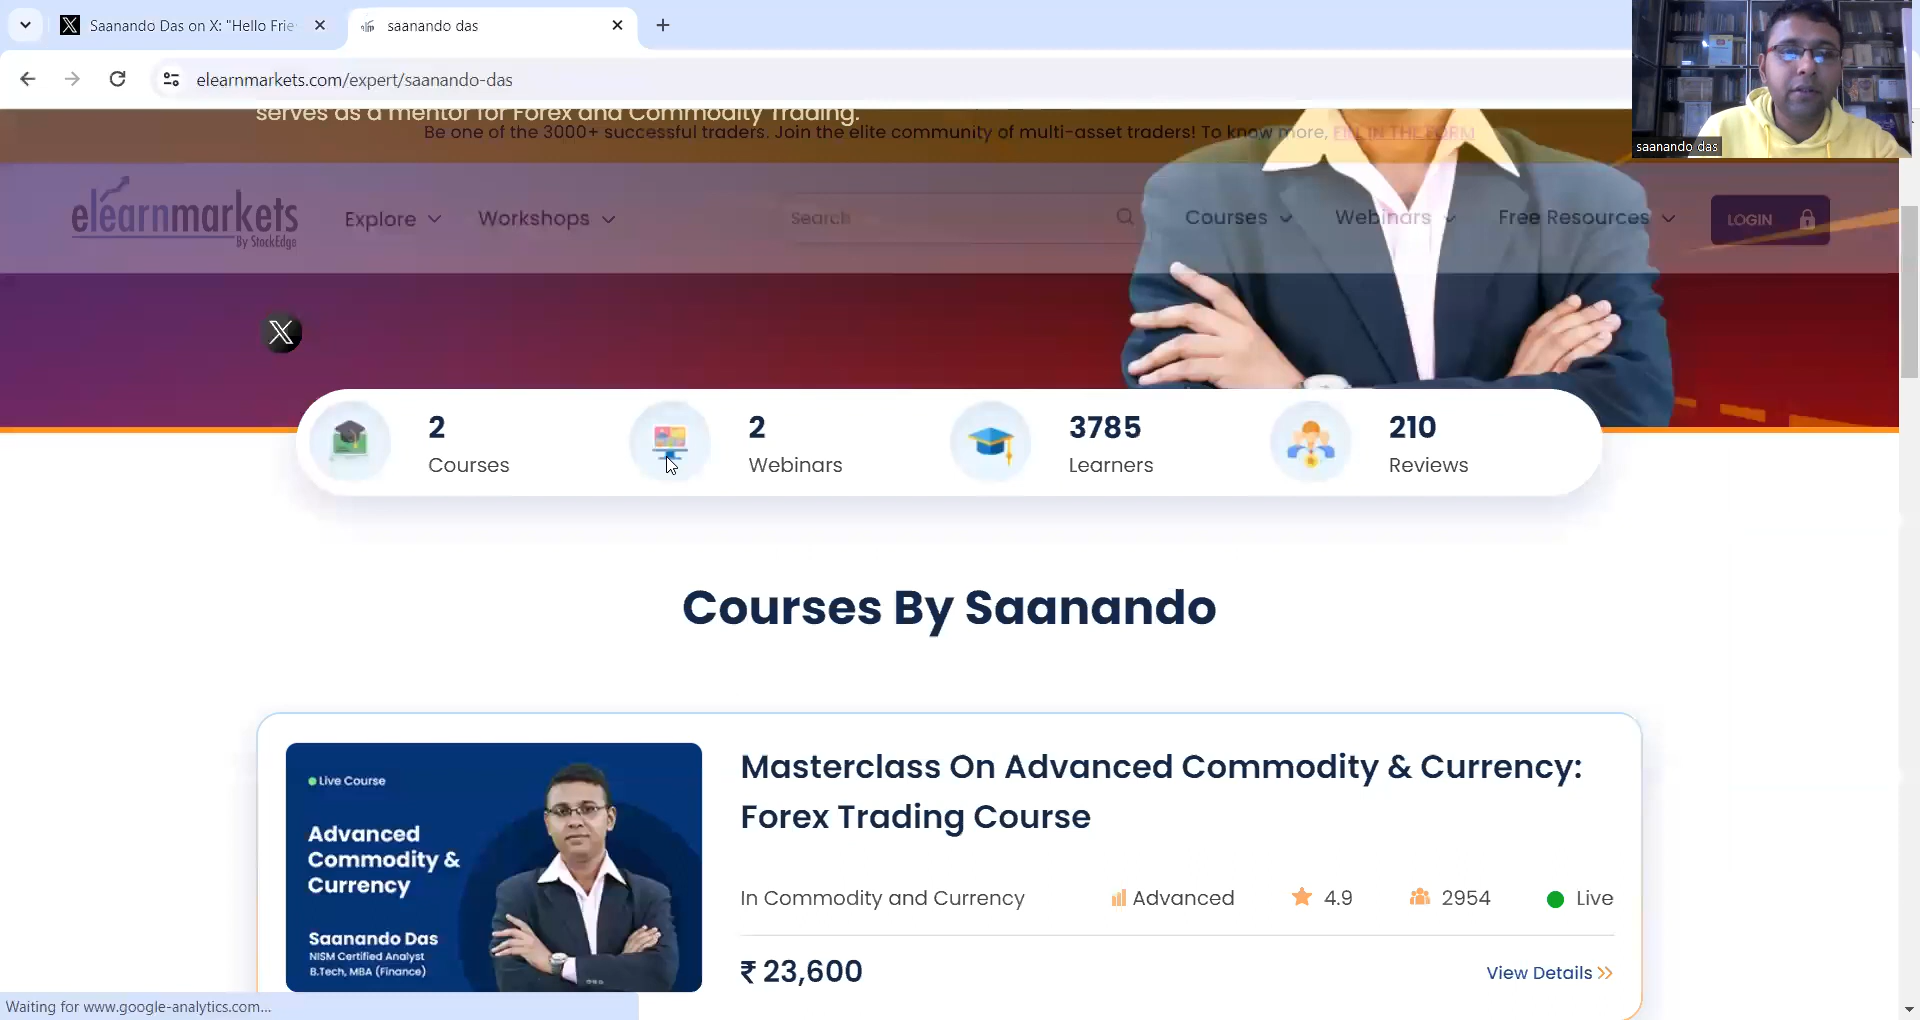 Saanando Das on X: "Hello Frie
saanando das
elearnmarkets.com/expert/saanando-das
saanando das
serves as a mentor for Forex and Commodity Trading.
Be one of the 3000+ successful traders. Join the elite community of multi-asset traders! To know more, FILL IN THE FORM
elearnmarkets
By StockEdge
Explore
Workshops
Search
Courses
Webinars
Free Resources
LOGIN
2
Courses
2
Webinars
3785
Learners
210
Reviews
Courses By Saanando
Live Course
Advanced
Commodity &
Currency
Saanando Das
NISM Certified Analyst
B.Tech, MBA (Finance)
Masterclass On Advanced Commodity & Currency:
Forex Trading Course
In Commodity and Currency
Advanced
4.9
2954
Live
₹ 23,600
View Details
Waiting for www.google-analytics.com...